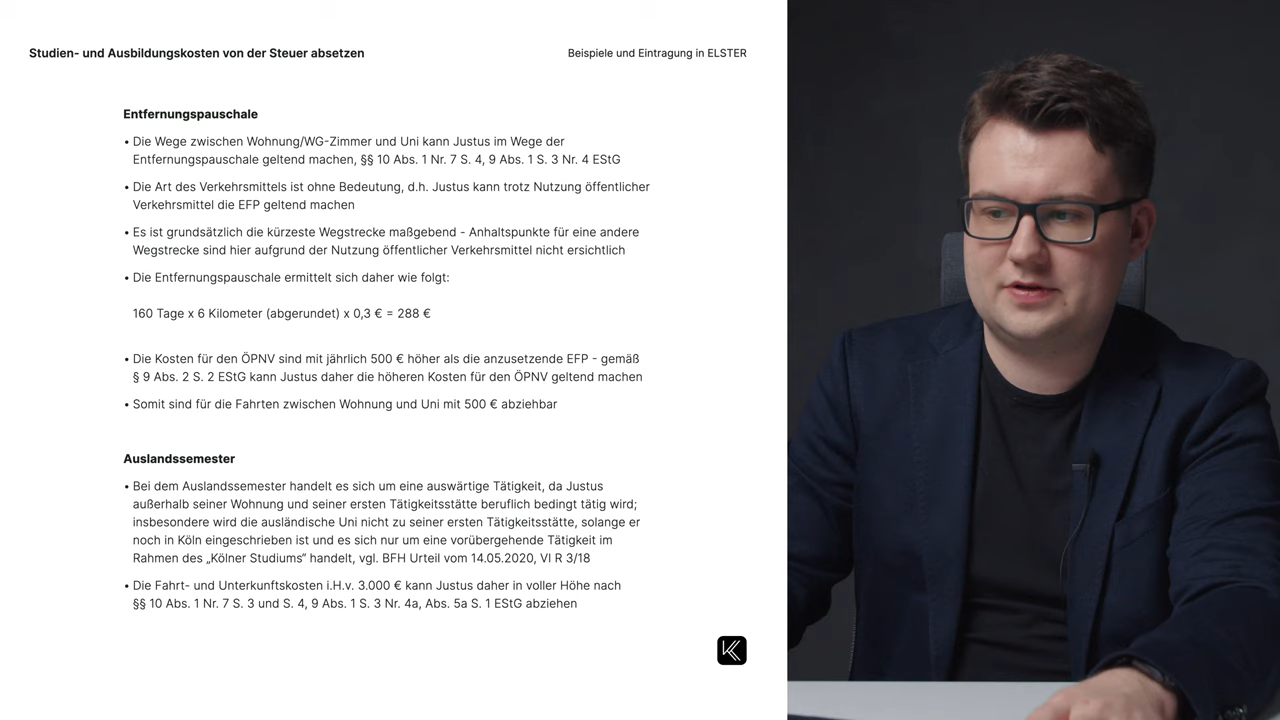 Studien- und Ausbildungskosten von der Steuer absetzen
Beispiele und Eintragung in ELSTER
Entfernungspauschale
• Die Wege zwischen Wohnung/WG-Zimmer und Uni kann Justus im Wege der
Entfernungspauschale geltend machen, §§ 10 Abs. 1 Nr. 7 S. 4, 9 Abs. 1 S. 3 Nr. 4 EStG
• Die Art des Verkehrsmittels ist ohne Bedeutung, d.h. Justus kann trotz Nutzung öffentlicher
Verkehrsmittel die EFP geltend machen
• Es ist grundsätzlich die kürzeste Wegstrecke maßgebend - Anhaltspunkte für eine andere
Wegstrecke sind hier aufgrund der Nutzung öffentlicher Verkehrsmittel nicht ersichtlich
• Die Entfernungspauschale ermittelt sich daher wie folgt:
160 Tage x 6 Kilometer (abgerundet) x 0,3 € = 288 €
• Die Kosten für den ÖPNV sind mit jährlich 500 € höher als die anzusetzende EFP - gemäß
§ 9 Abs. 2 S. 2 EStG kann Justus daher die höheren Kosten für den ÖPNV geltend machen
• Somit sind für die Fahrten zwischen Wohnung und Uni mit 500 € abziehbar
Auslandssemester
• Bei dem Auslandssemester handelt es sich um eine auswärtige Tätigkeit, da Justus
außerhalb seiner Wohnung und seiner ersten Tätigkeitsstätte beruflich bedingt tätig wird;
insbesondere wird die ausländische Uni nicht zu seiner ersten Tätigkeitsstätte, solange er
noch in Köln eingeschrieben ist und es sich nur um eine vorübergehende Tätigkeit im
Rahmen des „Kölner Studiums“ handelt, vgl. BFH Urteil vom 14.05.2020, VI R 3/18
• Die Fahrt- und Unterkunftskosten i.H.v. 3.000 € kann Justus daher in voller Höhe nach
§§ 10 Abs. 1 Nr. 7 S. 3 und S. 4, 9 Abs. 1 S. 3 Nr. 4a, Abs. 5a S. 1 EStG abziehen